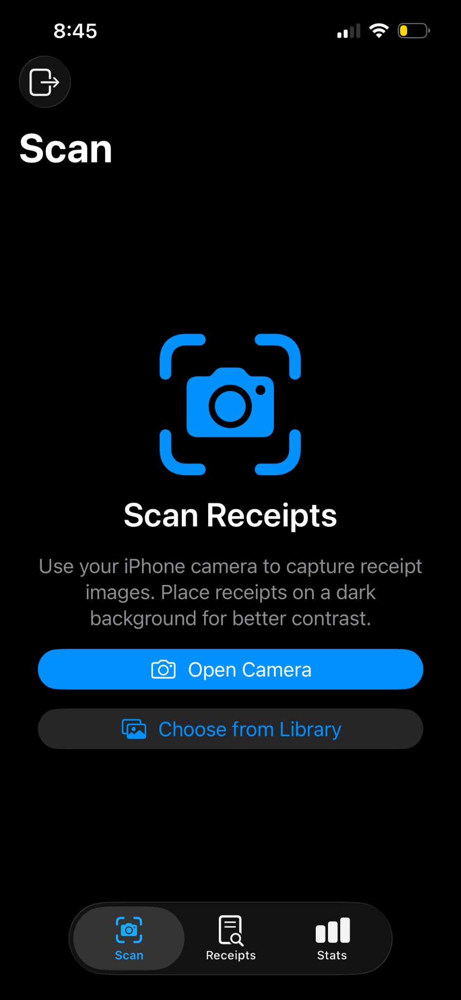 8:45
Scan
Scan Receipts
Use your iPhone camera to capture receipt
images. Place receipts on a dark
background for better contrast.
Open Camera
Choose from Library
Scan
Receipts
Stats